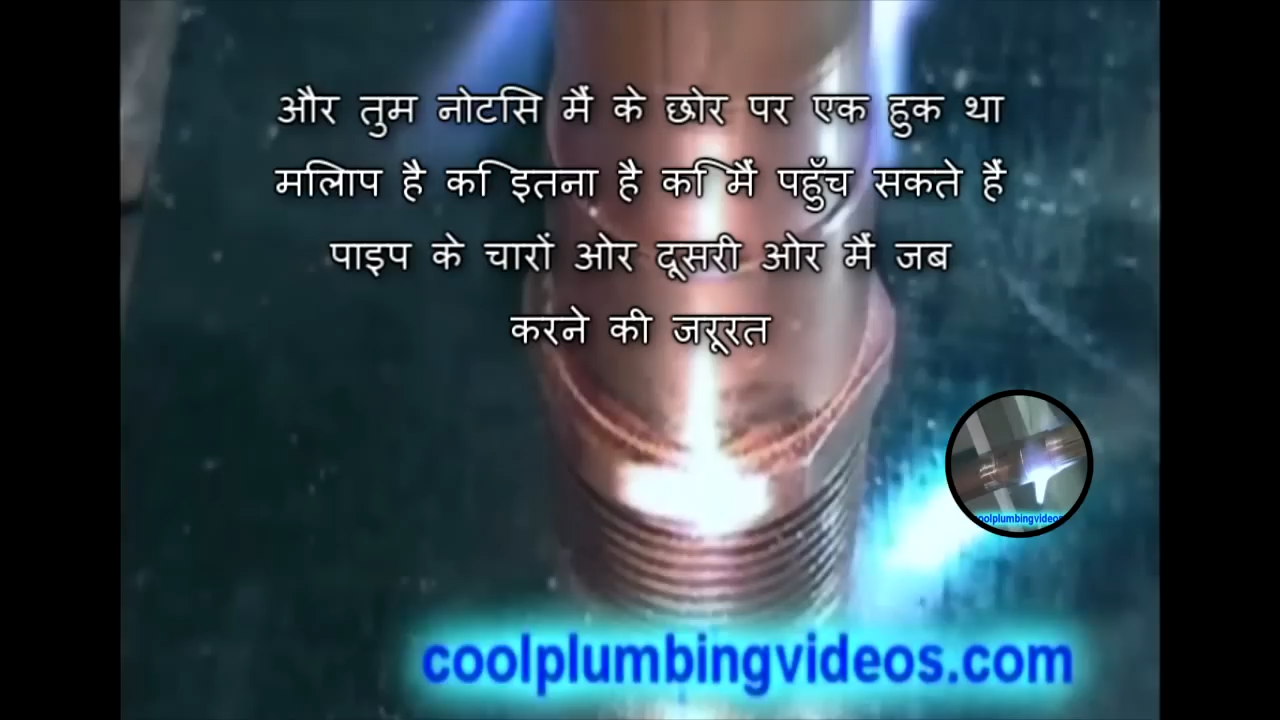 और तुम नोटसि मैं के छोर पर एक हुक था
मलिाप है कि इतना है कि मैं पहुँच सकते हैं
पाइप के चारों ओर दूसरी ओर मैं जब
करने की जरूरत
coolplumbingvideos.com